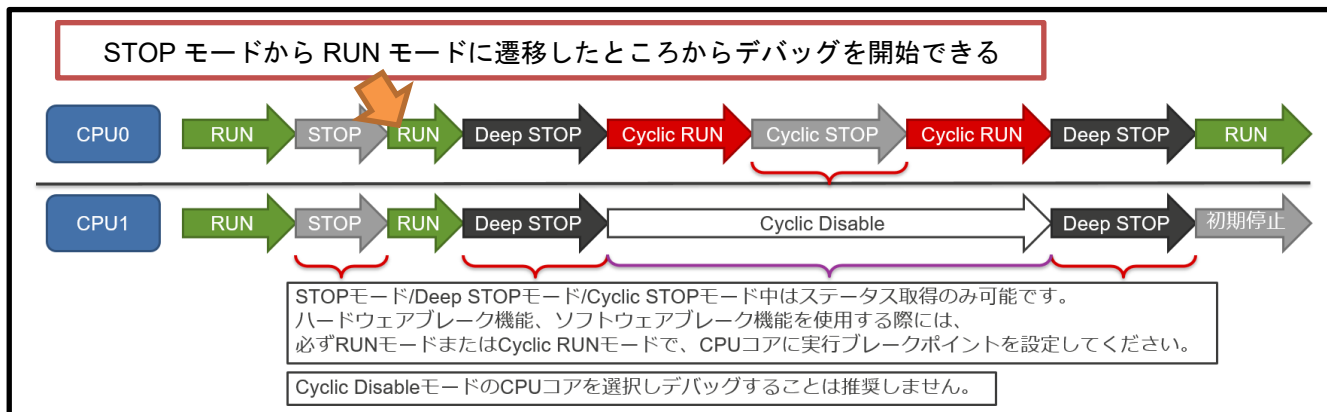 STOP モードから RUN モードに遷移したところからデバッグを開始できる
CPU0
RUN
STOP
RUN
Deep STOP
Cyclic RUN
Cyclic STOP
Cyclic RUN
Deep STOP
RUN
CPU1
RUN
STOP
RUN
Deep STOP
Cyclic Disable
Deep STOP
初期停止
STOPモード/Deep STOPモード/Cyclic STOPモード中はステータス取得のみ可能です。
ハードウェアブレーク機能、ソフトウェアブレーク機能を使用する際には、
必ずRUNモードまたはCyclic RUNモードで、CPUコアに実行ブレークポイントを設定してください。
Cyclic DisableモードのCPUコアを選択しデバッグすることは推奨しません。